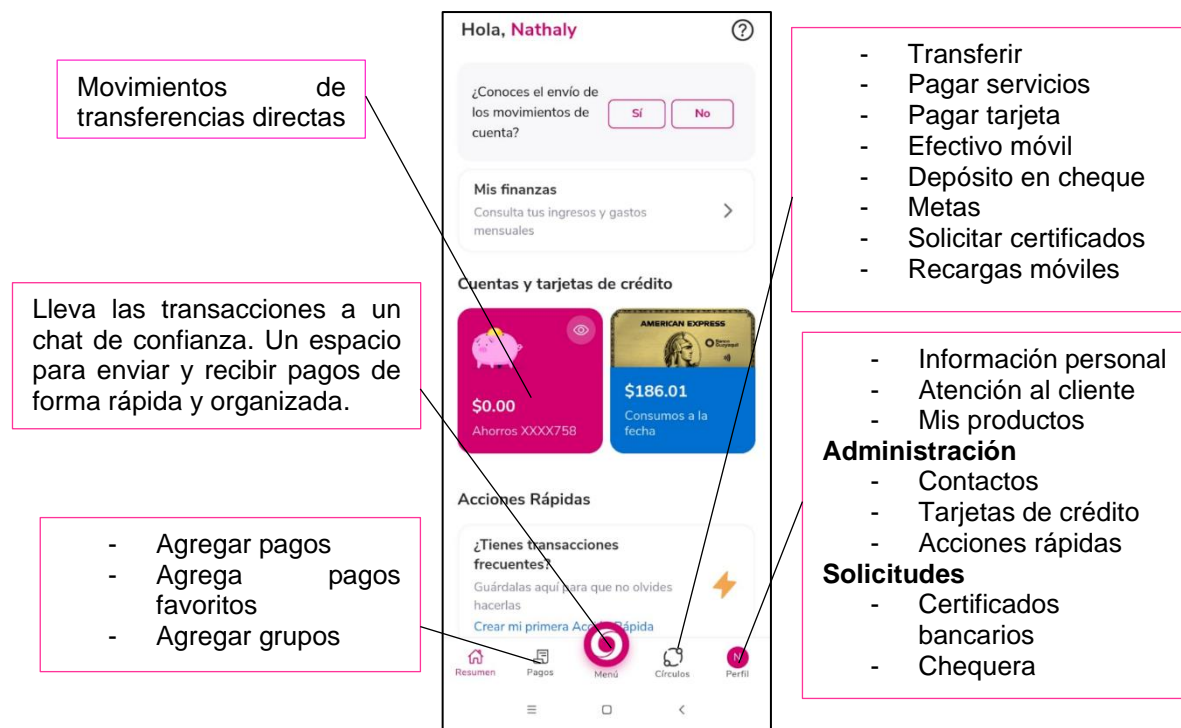 Movimientos de
transferencias directas
Lleva las transacciones a un
chat de confianza. Un espacio
para enviar y recibir pagos de
forma rápida y organizada.
- Agregar pagos
- Agrega pagos
favoritos
- Agregar grupos
Hola, Nathaly
?
¿Conoces el envío de
los movimientos de
cuenta?
Sí
No
Mis finanzas
Consulta tus ingresos y gastos
mensuales
Cuentas y tarjetas de crédito
$0.00
Ahorros XXXX758
AMERICAN EXPRESS
Banco
Guayaquil
$186.01
Consumos a la
fecha
Acciones Rápidas
¿Tienes transacciones
frecuentes?
Guárdalas aquí para que no olvides
hacerlas
Crear mi primera Acción Rápida
Resumen
Pagos
Menú
Círculos
N
Perfil
- Transferir
- Pagar servicios
- Pagar tarjeta
- Efectivo móvil
- Depósito en cheque
- Metas
- Solicitar certificados
- Recargas móviles
- Información personal
- Atención al cliente
- Mis productos
Administración
- Contactos
- Tarjetas de crédito
- Acciones rápidas
Solicitudes
- Certificados
bancarios
- Chequera